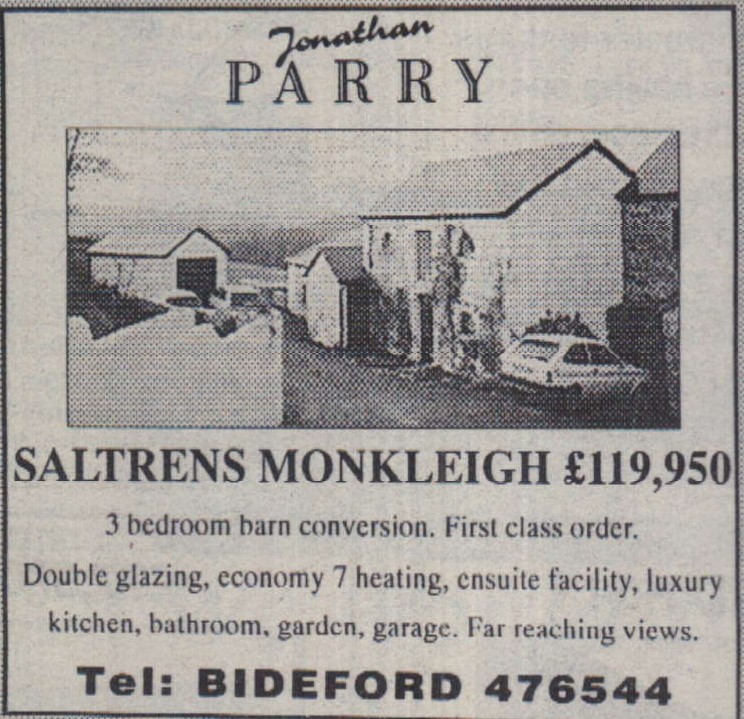 Jonathan
PARRY
SALTRENS MONKLEIGH £119,950
3 bedroom barn conversion. First class order.
Double glazing, economy 7 heating, ensuite facility, luxury
kitchen, bathroom, garden, garage. Far reaching views.
Tel: BIDEFORD 476544